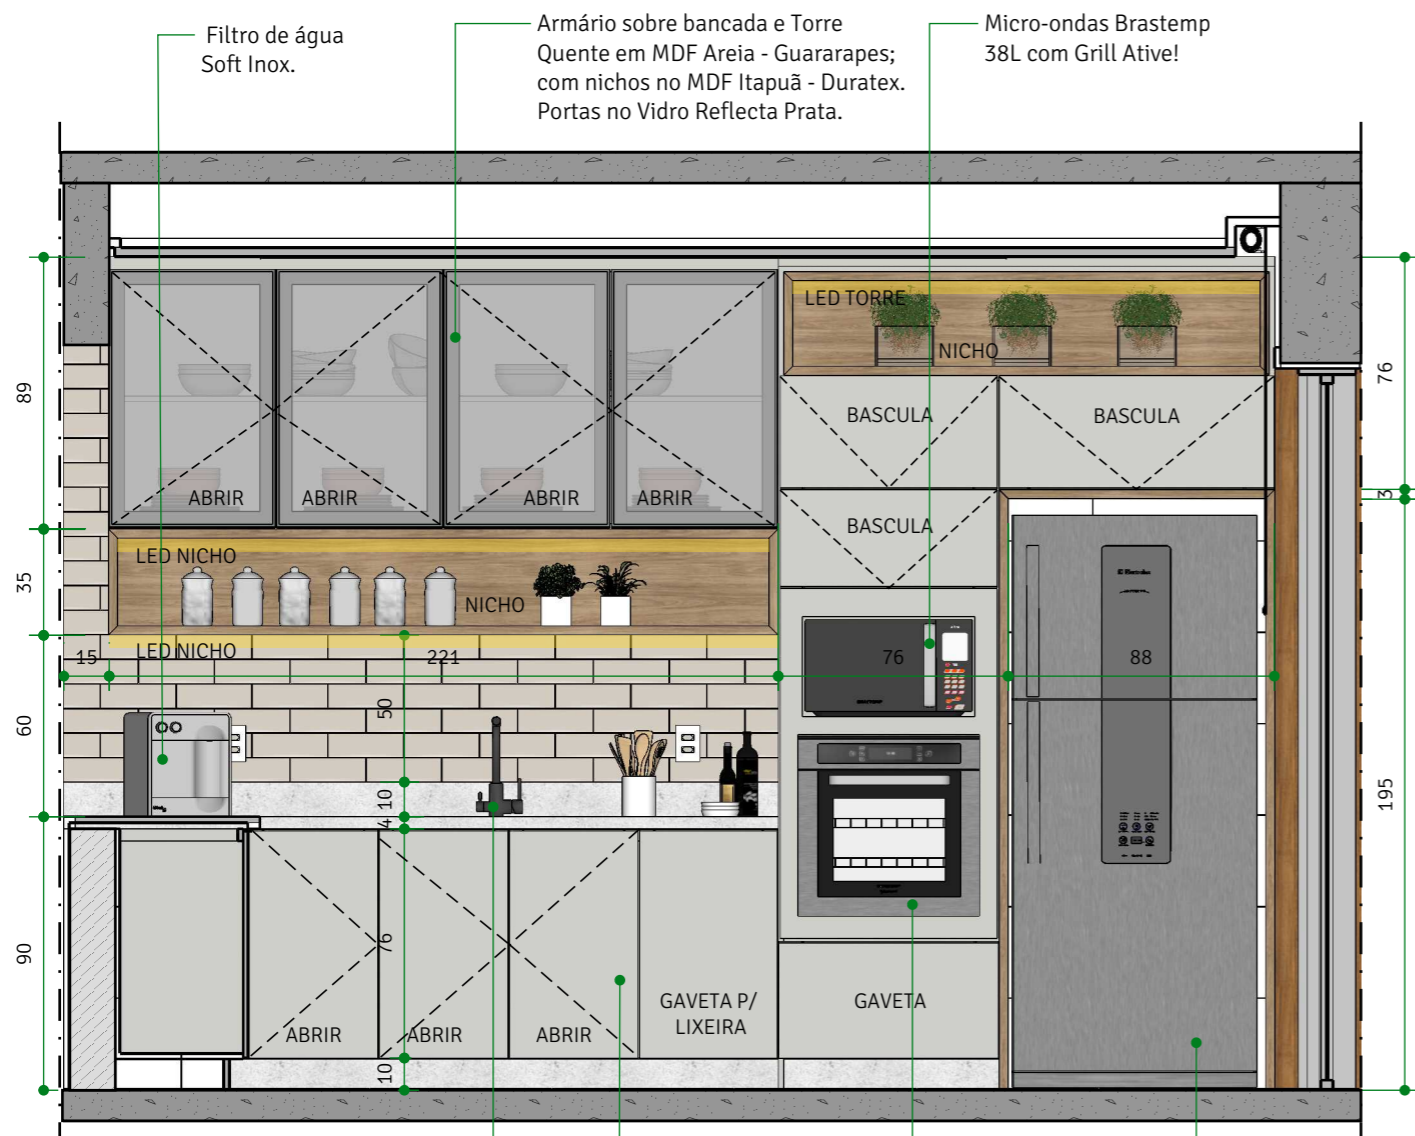 Filtro de água
Soft Inox.
Armário sobre bancada e Torre
Quente em MDF Areia - Guararapes;
com nichos no MDF Itapuã - Duratex.
Portas no Vidro Reflecta Prata.
Micro-ondas Brastemp
38L com Grill Ative!
LED TORRE
NICHO
89
76
BASCULA
BASCULA
ABRIR
ABRIR
ABRIR
ABRIR
3
BASCULA
LED NICHO
35
NICHO
LED NICHO
15
221
76
88
50
60
10
4
195
90
76
ABRIR
ABRIR
ABRIR
GAVETA P/
LIXEIRA
GAVETA
10